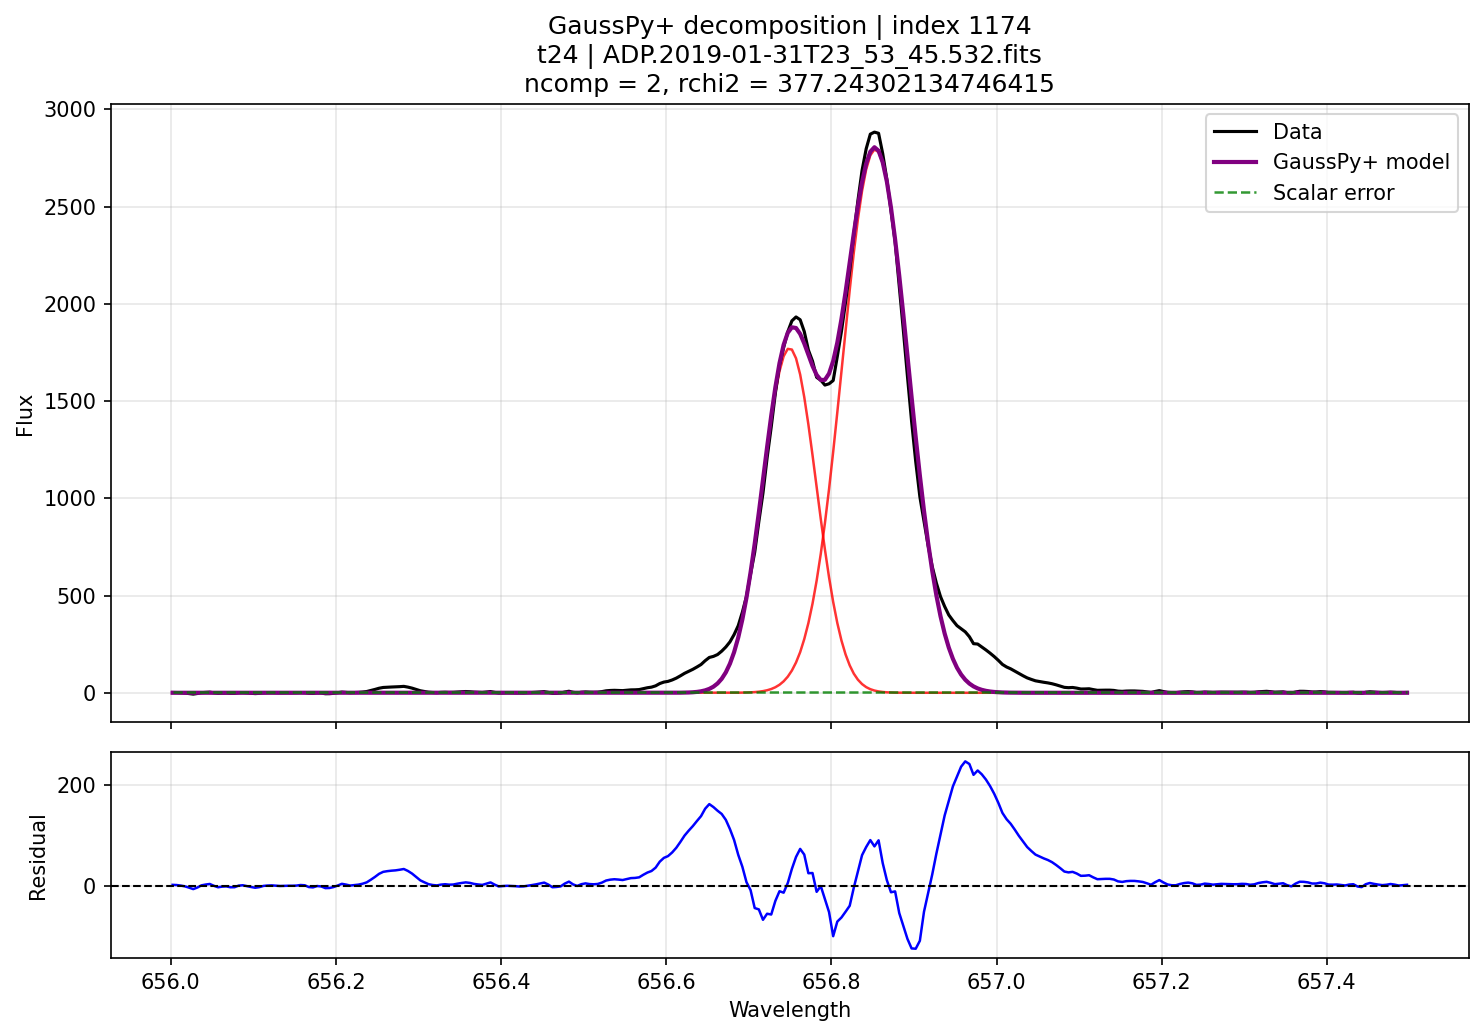 GaussPy+ decomposition | index 1174
t24 | ADP.2019-01-31T23_53_45.532.fits
ncomp = 2, rchi2 = 377.24302134746415
3000
2500
2000
1500
1000
500
0
Flux
Data
GaussPy+ model
Scalar error
200
0
Residual
656.0 656.2 656.4 656.6 656.8 657.0 657.2 657.4
Wavelength